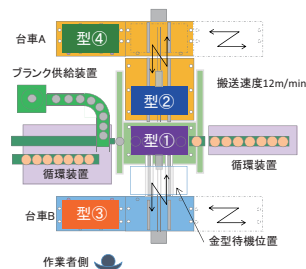 台車A
型④
ブランク供給装置
搬送速度12m/min
型②
型①
循環装置
循環装置
台車B
型③
金型待機位置
作業者側